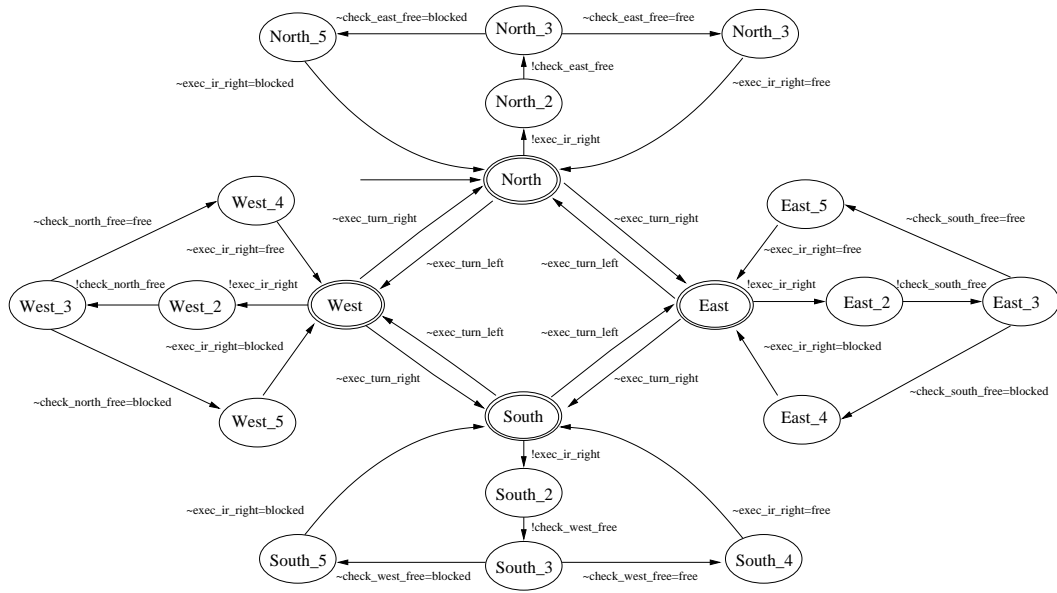 ~check_east_free=blocked
~check_east_free=free
North_5
North_3
North_3
!check_east_free
~exec_ir_right=blocked
~exec_ir_right=free
North_2
!exec_ir_right
North
West_4
East_5
~check_north_free=free
~exec_turn_right
~exec_turn_right
~check_south_free=free
~exec_ir_right=free
~exec_ir_right=free
~exec_turn_left
~exec_turn_left
!check_north_free
!exec_ir_right
!exec_ir_right
!check_south_free
West_3
West_2
West
East
East_2
East_3
~exec_turn_left
~exec_turn_left
~exec_ir_right=blocked
~exec_ir_right=blocked
~exec_turn_right
~exec_turn_right
~check_north_free=blocked
~check_south_free=blocked
West_5
South
East_4
!exec_ir_right
~exec_ir_right=blocked
South_2
~exec_ir_right=free
!check_west_free
South_5
South_3
South_4
~check_west_free=blocked
~check_west_free=free